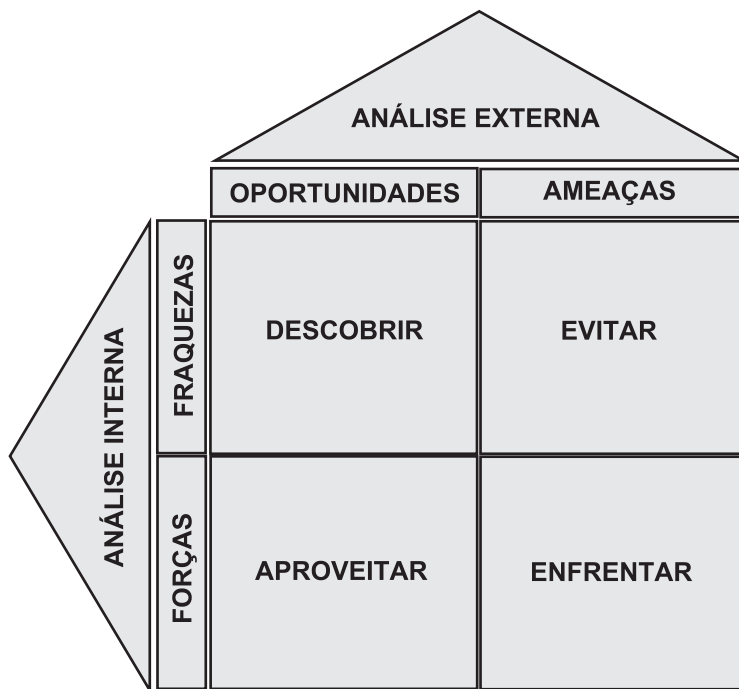 ANÁLISE EXTERNA
OPORTUNIDADES
AMEAÇAS
ANÁLISE INTERNA
FRAQUEZAS
DESCOBRIR
EVITAR
FORÇAS
APROVEITAR
ENFRENTAR